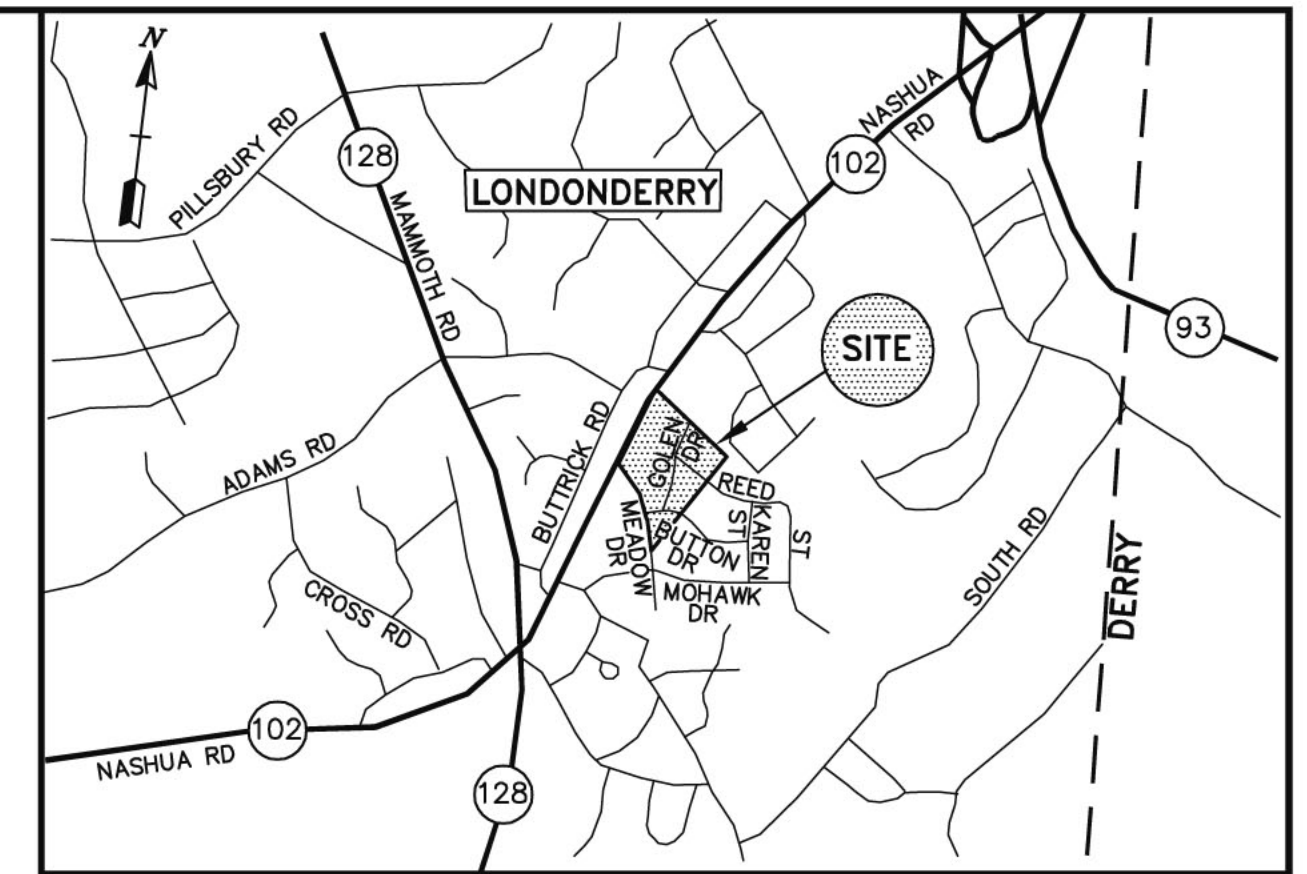 N
PILLSBURY RD
128
MAMMOTH RD
LONDONDERRY
NASHUA
RD
102
93
SITE
ADAMS RD
BUTTRICK RD
GOLEN
DR
REED
ST
KAREN
ST
MEADOW
DR
BUTTON
DR
MOHAWK
DR
CROSS RD
SOUTH RD
DERRY
102
NASHUA RD
128